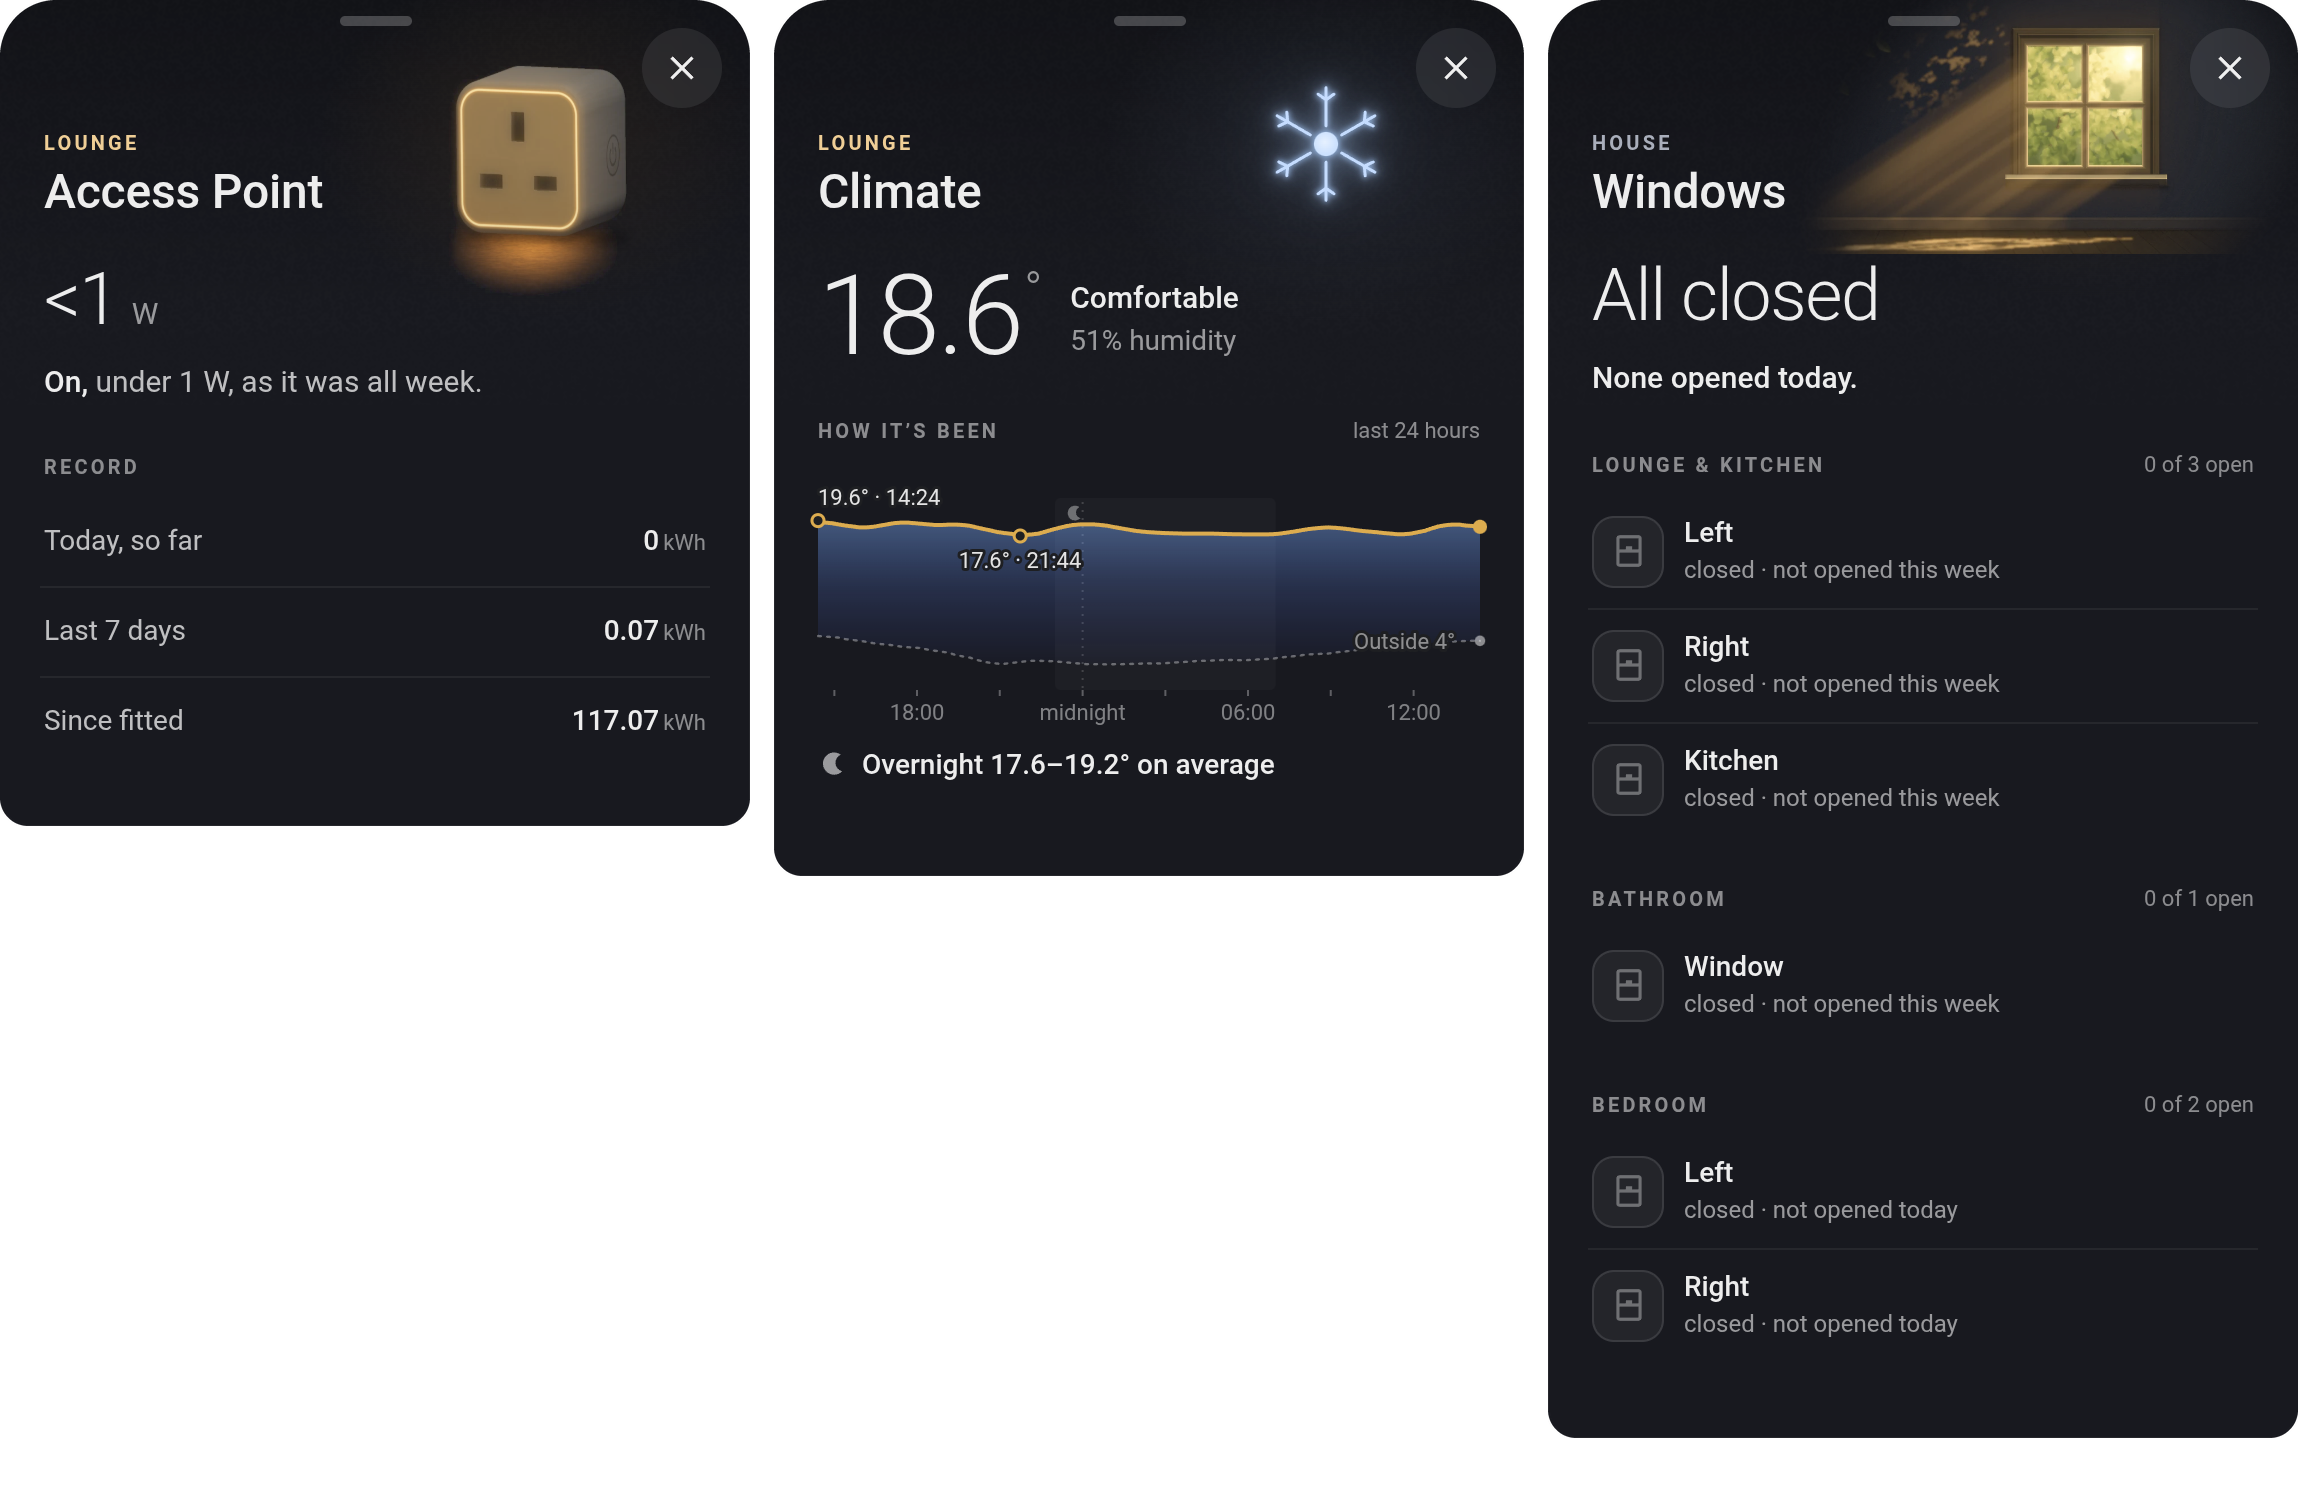 LOUNGE
Access Point
<1 W
On, under 1 W, as it was all week.
RECORD
Today, so far 0 kWh
Last 7 days 0.07 kWh
Since fitted 117.07 kWh
LOUNGE
Climate
18.6°
Comfortable
51% humidity
HOW IT’S BEEN last 24 hours
19.6° · 14:24
17.6° · 21:44
Outside 4°
18:00 midnight 06:00 12:00
Overnight 17.6–19.2° on average
HOUSE
Windows
All closed
None opened today.
LOUNGE & KITCHEN 0 of 3 open
Left
closed · not opened this week
Right
closed · not opened this week
Kitchen
closed · not opened this week
BATHROOM 0 of 1 open
Window
closed · not opened this week
BEDROOM 0 of 2 open
Left
closed · not opened today
Right
closed · not opened today